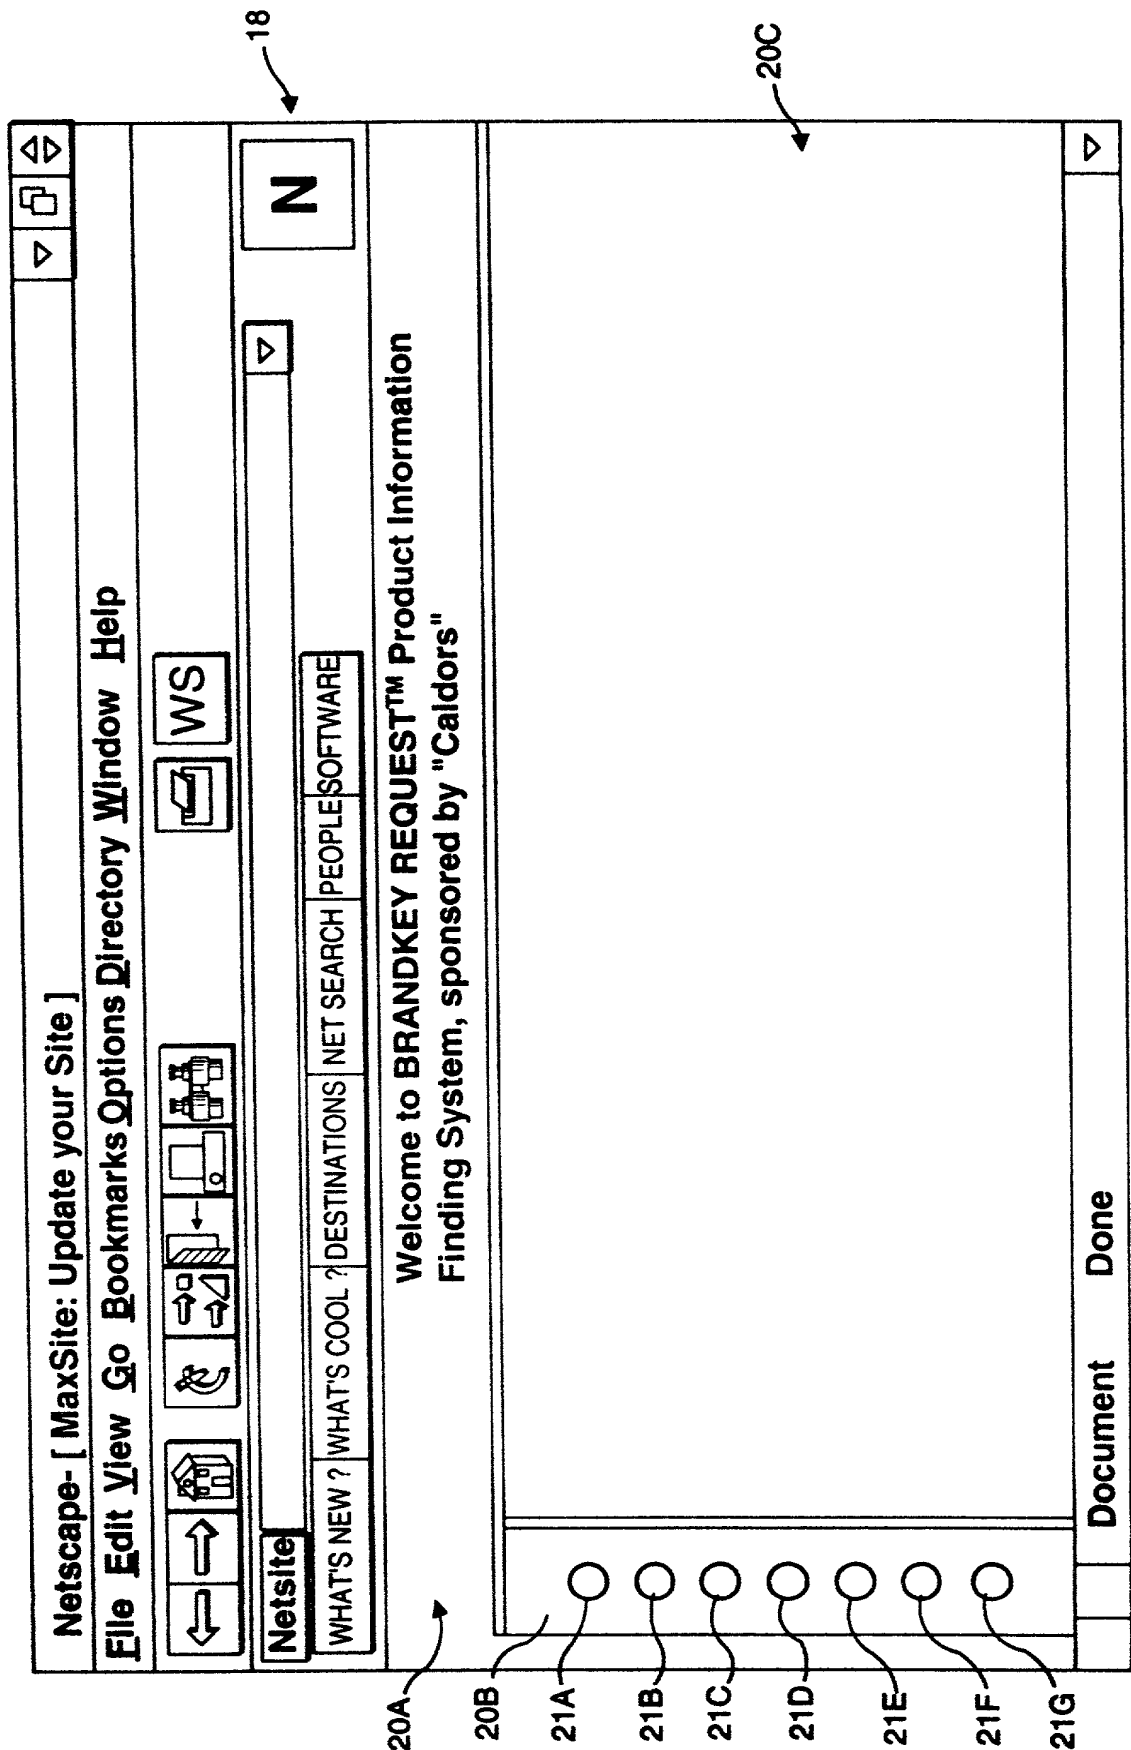 Netscape- [ MaxSite: Update your Site ]
File Edit View Go Bookmarks Options Directory Window Help
WS
Netsite
N
18
WHAT'S NEW ? WHAT'S COOL ? DESTINATIONS NET SEARCH PEOPLE SOFTWARE
Welcome to BRANDKEY REQUEST™ Product Information
Finding System, sponsored by "Caldors"
20A
20B
20C
21A
21B
21C
21D
21E
21F
21G
Document Done